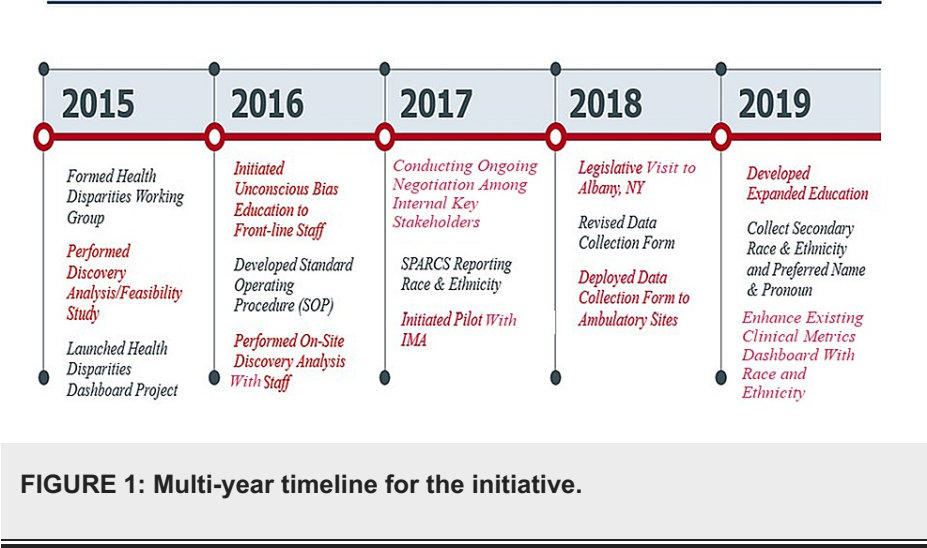 2015
Formed Health
Disparities Working
Group
Performed
Discovery
Analysis/Feasibility
Study
Launched Health
Disparities
Dashboard Project
2016
Initiated
Unconscious Bias
Education to
Front-line Staff
Developed Standard
Operating
Procedure (SOP)
Performed On-Site
Discovery Analysis
With Staff
2017
Conducting Ongoing
Negotiation Among
Internal Key
Stakeholders
SPARCS Reporting
Race & Ethnicity
Initiated Pilot With
IMA
2018
Legislative Visit to
Albany, NY
Revised Data
Collection Form
Deployed Data
Collection Form to
Ambulatory Sites
2019
Developed
Expanded Education
Collect Secondary
Race & Ethnicity
and Preferred Name
& Pronoun
Enhance Existing
Clinical Metrics
Dashboard With
Race and
Ethnicity
FIGURE 1: Multi-year timeline for the initiative.